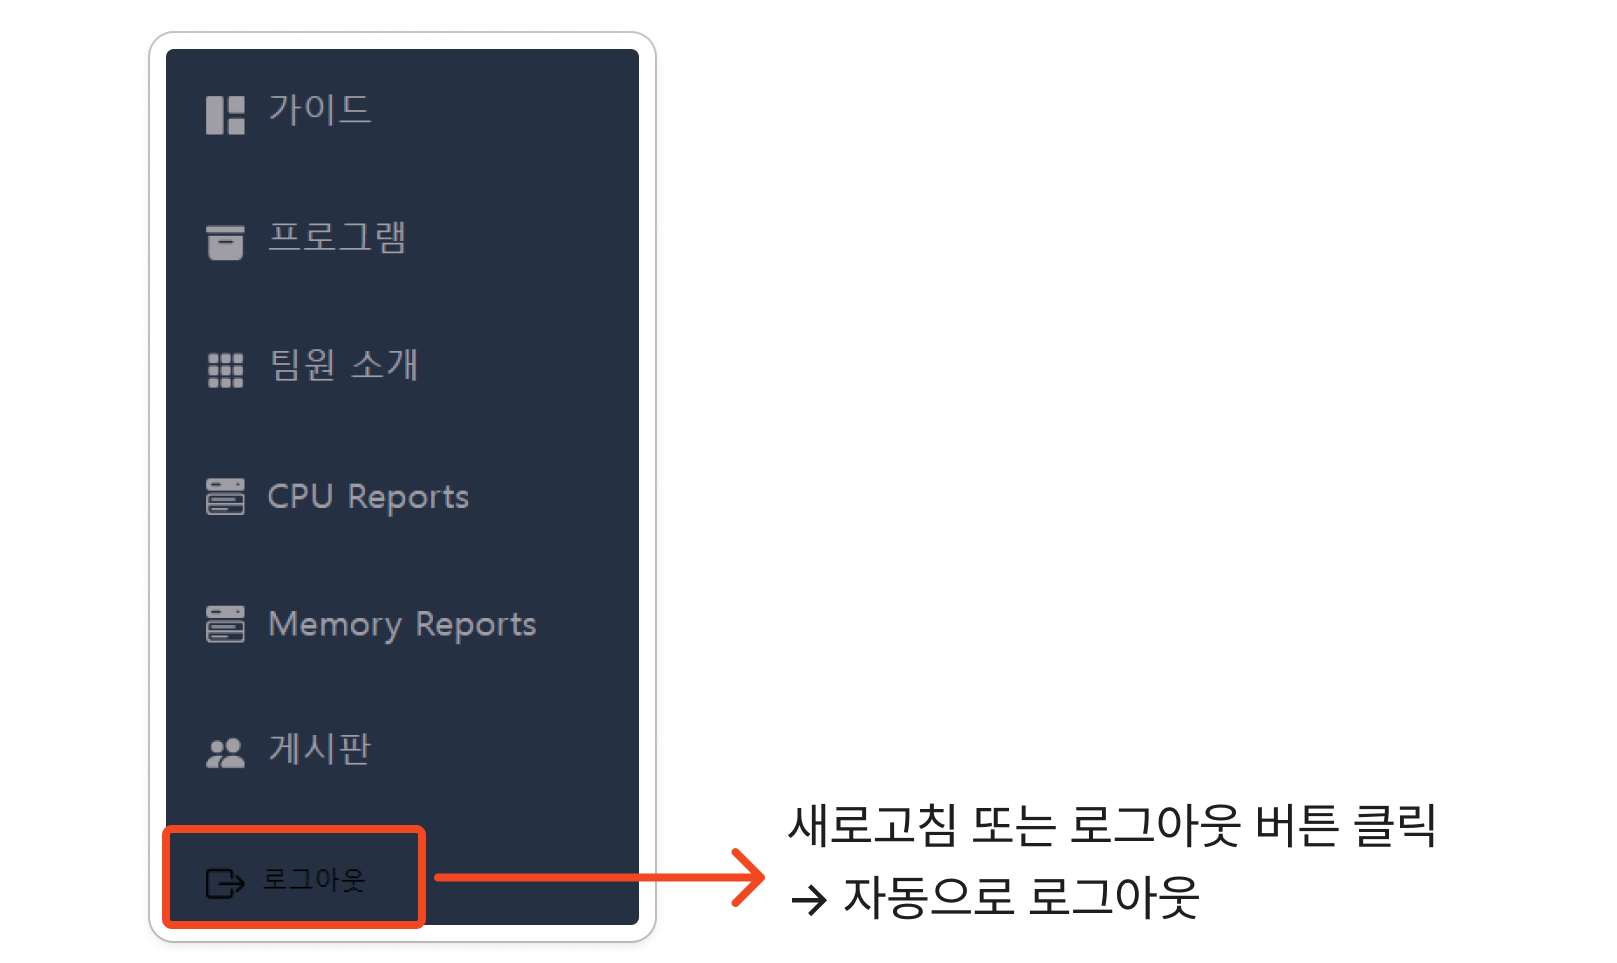 가이드
프로그램
팀원 소개
CPU Reports
Memory Reports
게시판
로그아웃
새로고침 또는 로그아웃 버튼 클릭
→ 자동으로 로그아웃